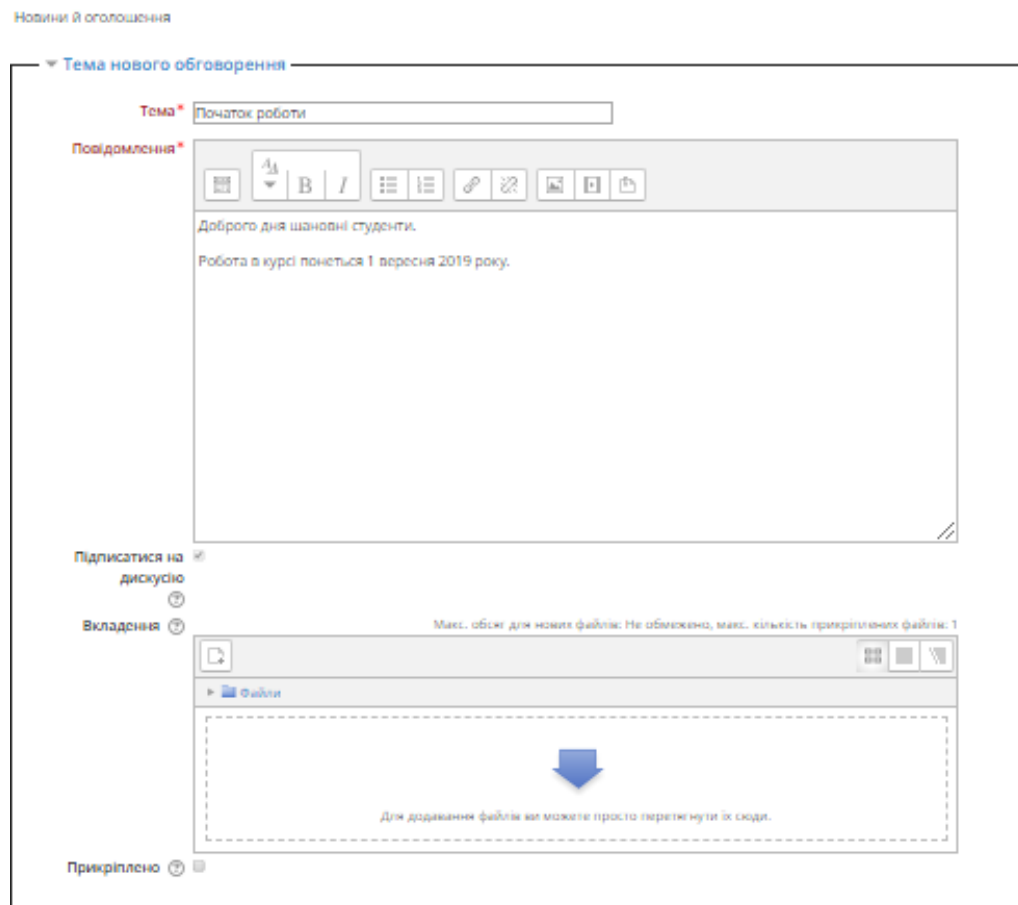 Новини й оголошення
Тема нового обговорення
Тема*
Початок роботи
Повідомлення*
B I
Доброго дня шановні студенти.
Робота в курсі понеться 1 вересня 2019 року.
Підписатися на
дискусію
Вкладення
Макс. обсяг для нових файлів: Не обмежено, макс. кількість прикріплених файлів: 1
Файли
Для додавання файлів ви можете просто перетягнути їх сюди.
Прикріплено